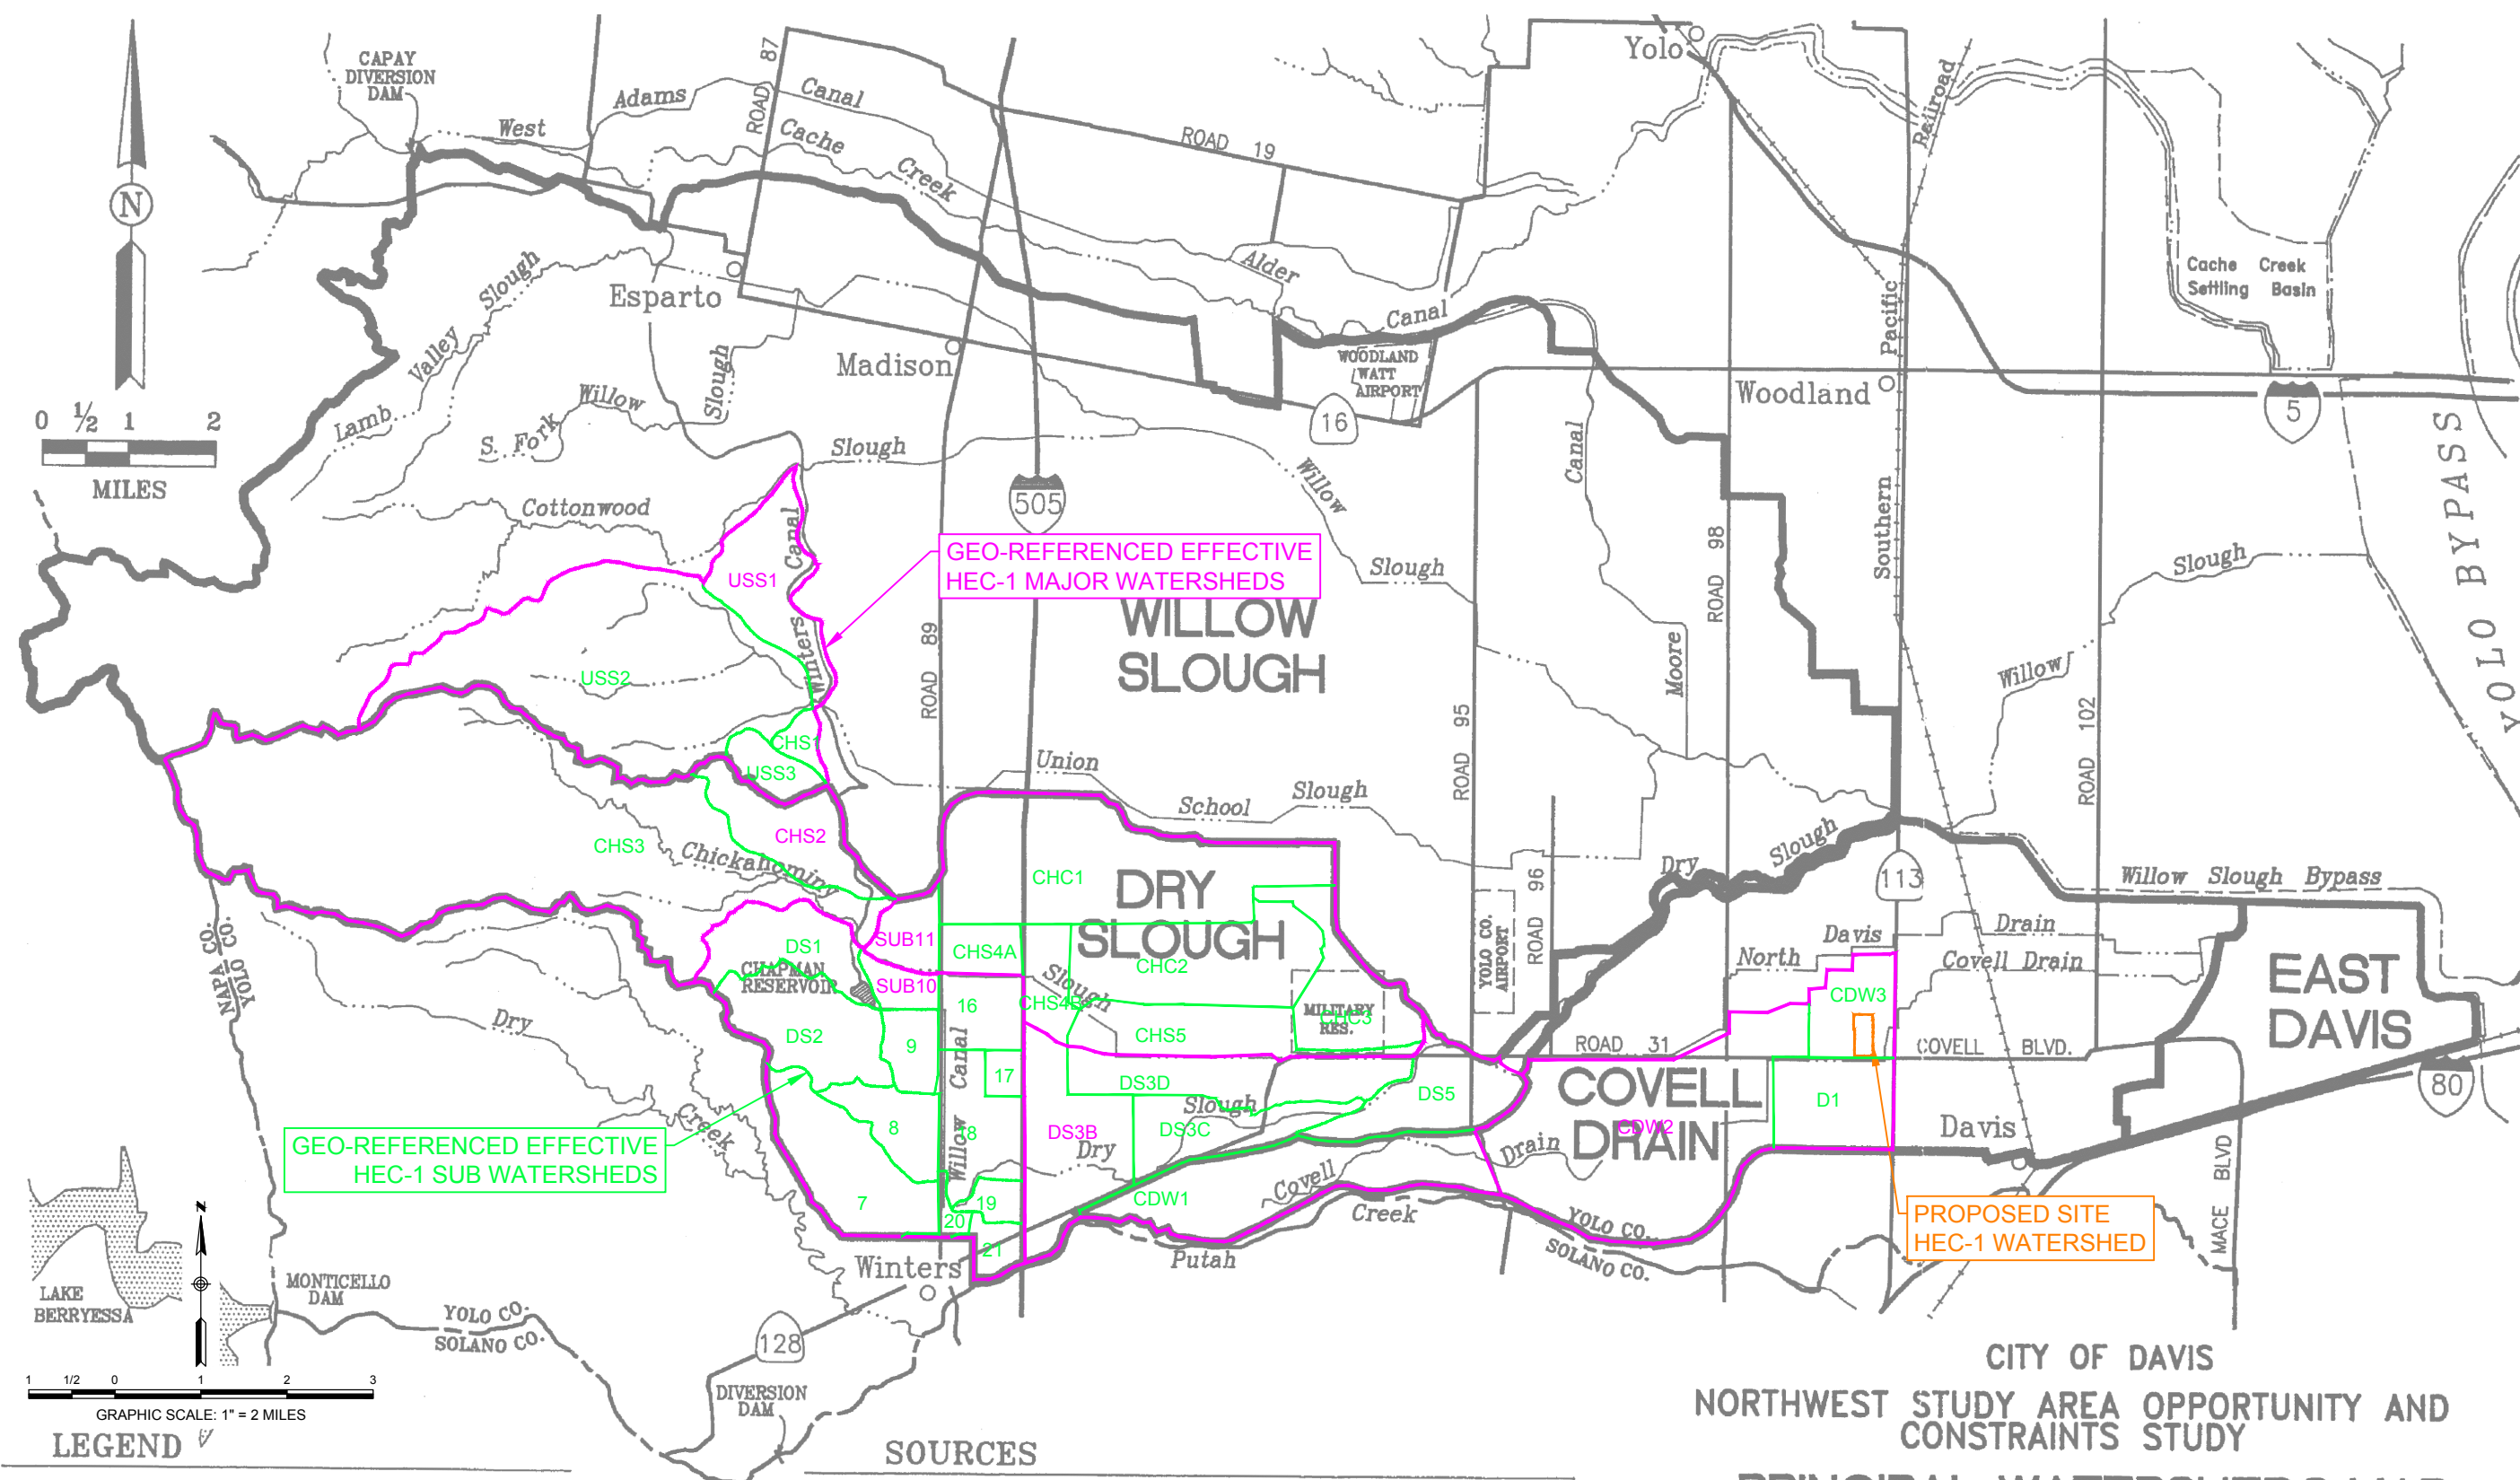 CAPAY
DIVERSION
DAM
West
Adams
Canal
ROAD 87
Cache
Creek
ROAD 19
Yolo
Railroad
N
Slough
Valley
Lamb
Esparto
Alder
Canal
Cache Creek
Settling Basin
Pacific
0 ½ 1 2
MILES
Madison
WOODLAND
WATT
AIRPORT
16
Woodland
5
YOLO BYPASS
S. Fork
Willow
Slough
Slough
Willow
Slough
505
Canal
Southern
ROAD 98
Cottonwood
Canal
Winters
USS1
GEO-REFERENCED EFFECTIVE
HEC-1 MAJOR WATERSHEDS
WILLOW
SLOUGH
ROAD 89
USS2
Moore
Willow
Slough
ROAD 95
ROAD 102
CHS1
USS3
Union
School
Slough
CHS2
CHS3
Chickahominy
CHC1
DRY
SLOUGH
Dry
Slough
113
Willow Slough Bypass
ROAD 96
YOLO CO.
AIRPORT
NAPA CO.
YOLO CO.
DS1
CHAPMAN
RESERVOIR
SUB11
SUB10
CHS4A
CHC2
Slough
16
CHS4B
CHS5
MILITARY
RES.
CHC3
North
Davis
Drain
Covell Drain
CDW3
EAST
DAVIS
Dry
Creek
DS2
9
17
Willow Canal
DS3D
Slough
DS5
ROAD 31
COVELL BLVD.
COVELL
DRAIN
CDW2
D1
Davis
80
GEO-REFERENCED EFFECTIVE
HEC-1 SUB WATERSHEDS
8
18
DS3B
Dry
DS3C
Drain
Covell
CDW1
7
19
20
21
Creek
Putah
YOLO CO.
SOLANO CO.
PROPOSED SITE
HEC-1 WATERSHED
MACE BLVD
Winters
LAKE
BERRYESSA
N
MONTICELLO
DAM
YOLO CO.
SOLANO CO.
128
DIVERSION
DAM
1 1/2 0 1 2 3
GRAPHIC SCALE: 1" = 2 MILES
LEGEND
SOURCES
CITY OF DAVIS
NORTHWEST STUDY AREA OPPORTUNITY AND
CONSTRAINTS STUDY
PRINCIPAL WATERSHEDS MAP